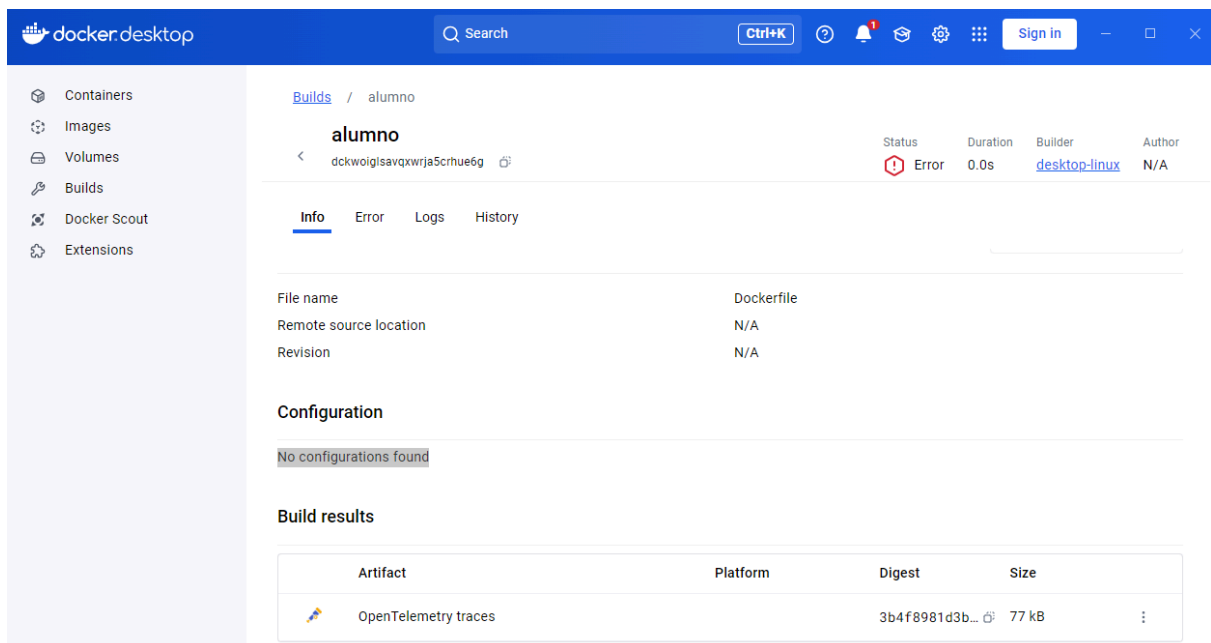 docker.desktop
Search
Ctrl+K
1
Sign in
Containers
Images
Volumes
Builds
Docker Scout
Extensions
Builds / alumno
alumno
dckwoiglsavqxwrja5crhue6g
Status Duration Builder Author
Error 0.0s desktop-linux N/A
Info Error Logs History
File name Dockerfile
Remote source location N/A
Revision N/A
Configuration
No configurations found
Build results
Artifact Platform Digest Size
OpenTelemetry traces 3b4f8981d3b… 77 kB